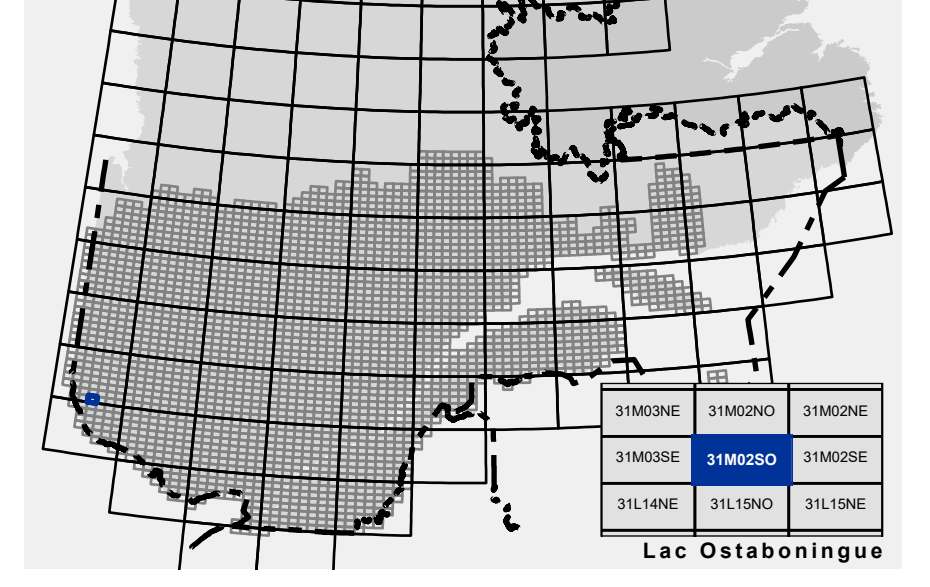 31M03NE 31M02NO 31M02NE
31M03SE 31M02SO 31M02SE
31L14NE 31L15NO 31L15NE
Lac Ostaboningue